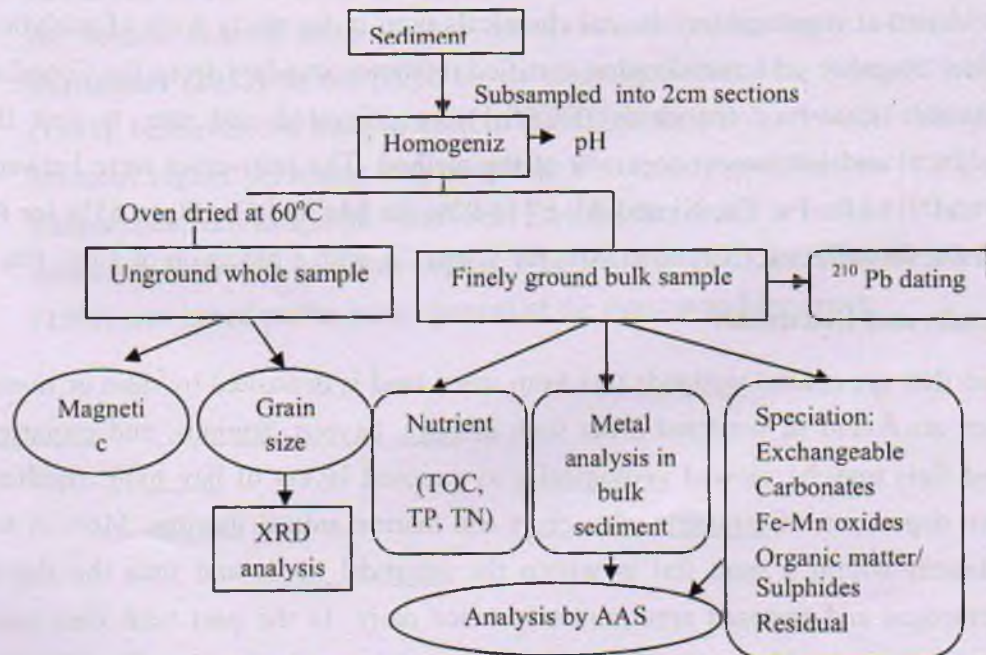 Sediment
Subsampled into 2cm sections
Homogeniz
pH
Oven dried at 60°C
Unground whole sample
Finely ground bulk sample
²¹⁰ Pb dating
Magneti
c
Grain
size
Nutrient
(TOC,
TP, TN)
Metal
analysis in
bulk
sediment
Speciation:
Exchangeable
Carbonates
Fe-Mn oxides
Organic matter/
Sulphides
Residual
XRD
analysis
Analysis by AAS